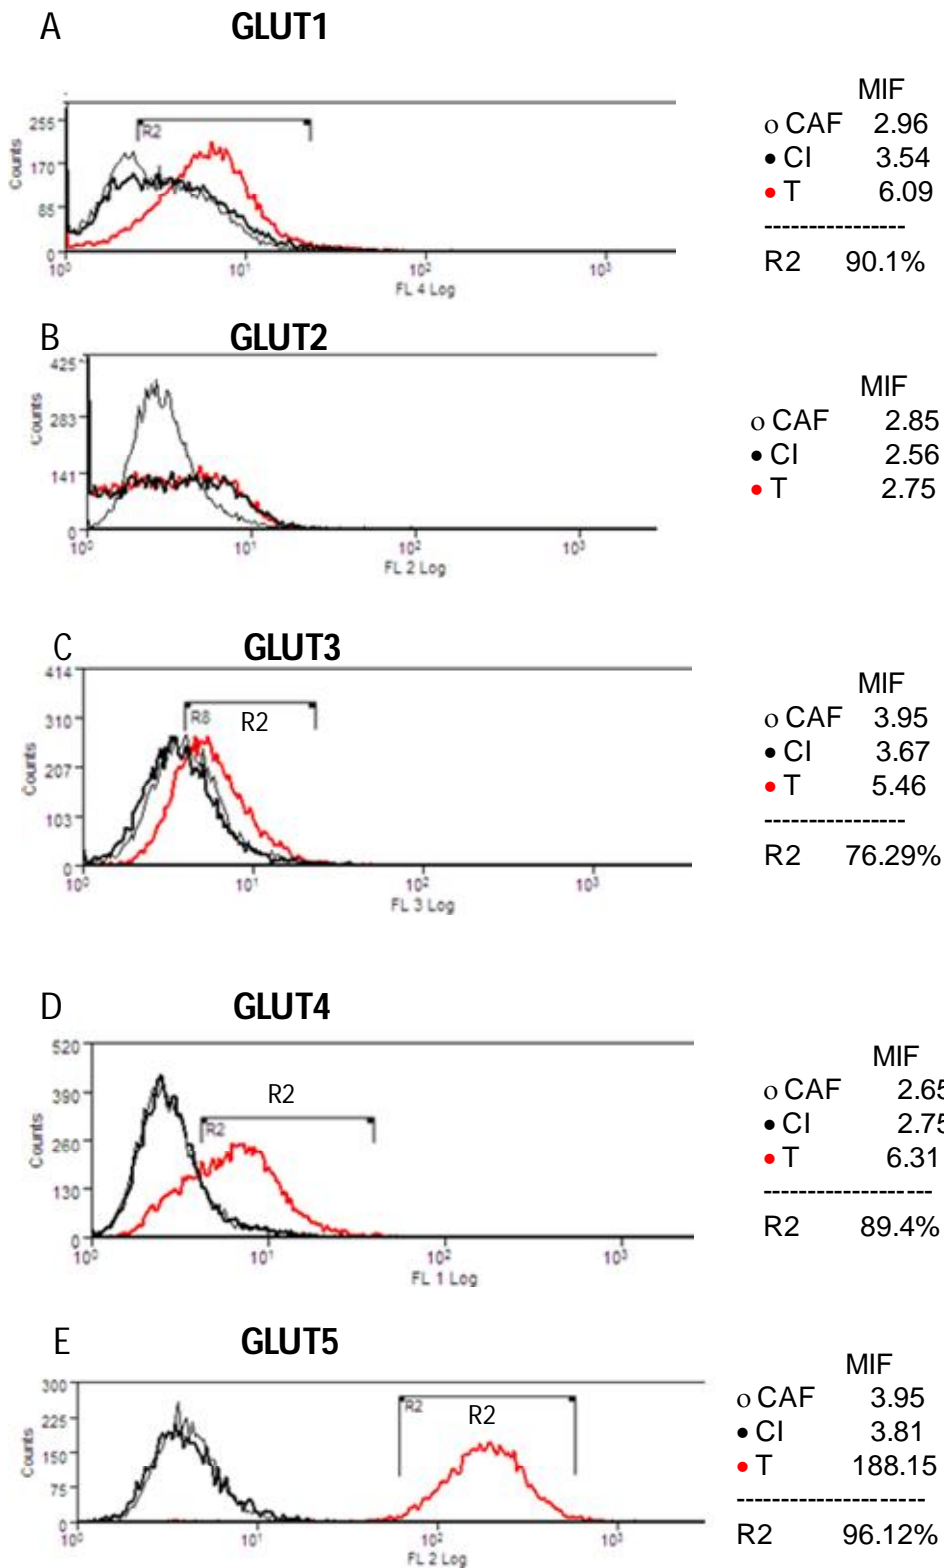 A GLUT1
255
170
85
0
Counts
R2
10⁰ 10¹ 10² 10³
FL 4 Log
MIF
o CAF 2.96
• CI 3.54
• T 6.09
----------------
R2 90.1%
B GLUT2
425
283
141
0
Counts
10⁰ 10¹ 10² 10³
FL 2 Log
MIF
o CAF 2.85
• CI 2.56
• T 2.75
C GLUT3
414
310
207
103
0
Counts
R8 R2
10⁰ 10¹ 10² 10³
FL 3 Log
MIF
o CAF 3.95
• CI 3.67
• T 5.46
----------------
R2 76.29%
D GLUT4
520
390
260
130
0
Counts
R2
R2
10⁰ 10¹ 10² 10³
FL 1 Log
MIF
o CAF 2.65
• CI 2.75
• T 6.31
-------------------
R2 89.4%
E GLUT5
300
225
150
75
0
Counts
R2 R2
10⁰ 10¹ 10² 10³
FL 2 Log
MIF
o CAF 3.95
• CI 3.81
• T 188.15
---------------------
R2 96.12%